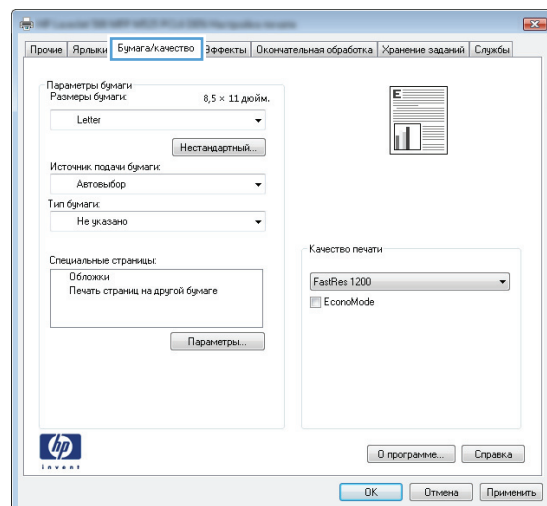 Прочие Ярлыки Бумага/качество Эффекты Окончательная обработка Хранение заданий Службы
Параметры бумаги
Размеры бумаги: 8,5 × 11 дюйм.
Letter
Нестандартный...
Источник подачи бумаги:
Автовыбор
Тип бумаги:
Не указано
Специальные страницы:
Обложки
Печать страниц на другой бумаге
Параметры...
E
Качество печати
FastRes 1200
EconoMode
hp
invent
О программе... Справка
OK Отмена Применить